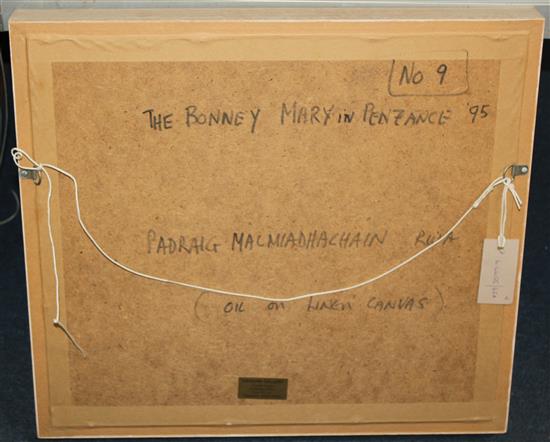 No 9
THE BONNEY MARY in PENZANCE '95
PADRAIG MACMIADHACHAIN RWA
(OIL ON LINEN CANVAS).